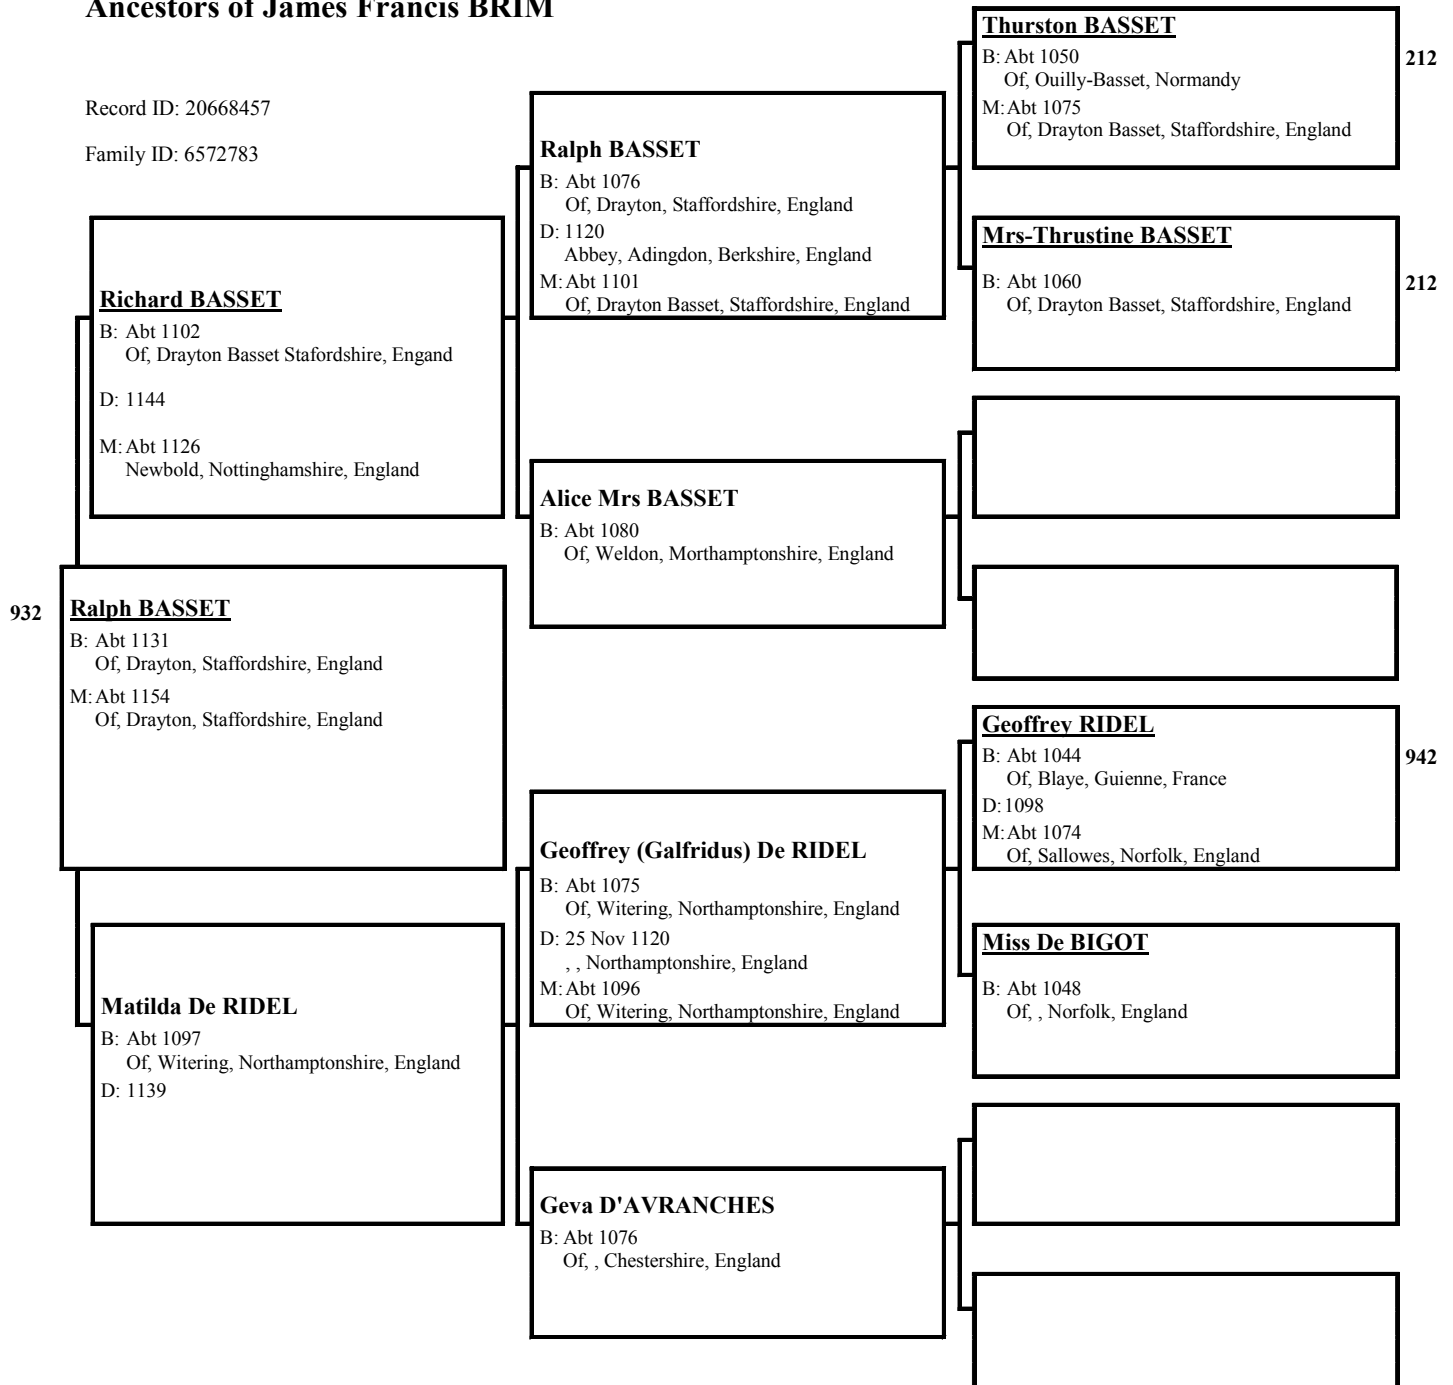 Ancestors of James Francis BRIM
Record ID: 20668457
Family ID: 6572783
Thurston BASSET
B: Abt 1050
Of, Ouilly-Basset, Normandy
M: Abt 1075
Of, Drayton Basset, Staffordshire, England
212
Ralph BASSET
B: Abt 1076
Of, Drayton, Staffordshire, England
D: 1120
Abbey, Adingdon, Berkshire, England
M: Abt 1101
Of, Drayton Basset, Staffordshire, England
Mrs-Thrustine BASSET
B: Abt 1060
Of, Drayton Basset, Staffordshire, England
212
Richard BASSET
B: Abt 1102
Of, Drayton Basset Stafordshire, Engand
D: 1144
M: Abt 1126
Newbold, Nottinghamshire, England
Alice Mrs BASSET
B: Abt 1080
Of, Weldon, Morthamptonshire, England
932
Ralph BASSET
B: Abt 1131
Of, Drayton, Staffordshire, England
M: Abt 1154
Of, Drayton, Staffordshire, England
Geoffrey RIDEL
B: Abt 1044
Of, Blaye, Guienne, France
D: 1098
M: Abt 1074
Of, Sallowes, Norfolk, England
942
Geoffrey (Galfridus) De RIDEL
B: Abt 1075
Of, Witering, Northamptonshire, England
D: 25 Nov 1120
, , Northamptonshire, England
M: Abt 1096
Of, Witering, Northamptonshire, England
Miss De BIGOT
B: Abt 1048
Of, , Norfolk, England
Matilda De RIDEL
B: Abt 1097
Of, Witering, Northamptonshire, England
D: 1139
Geva D'AVRANCHES
B: Abt 1076
Of, , Chestershire, England